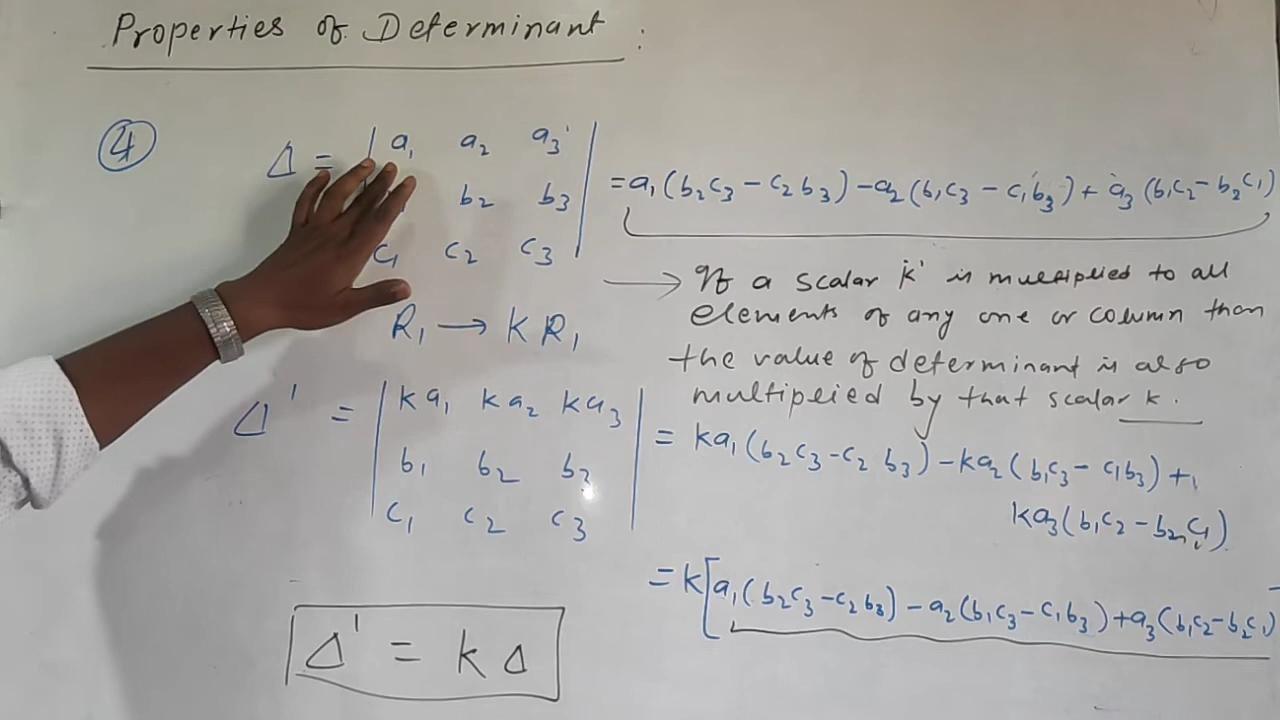 Properties of Determinant :
④
Δ = | a₁ a₂ a₃ |
b₂ b₃
c₁ c₂ c₃
= a₁(b₂c₃ - c₂b₃) - a₂(b₁c₃ - c₁b₃) + a₃(b₁c₂ - b₂c₁)
→ If a scalar 'k' is multiplied to all
elements of any one or column than
the value of determinant is also
multipeied by that scalar k.
R₁ → KR₁
Δ' = | ka₁ ka₂ ka₃ |
b₁ b₂ b₃
c₁ c₂ c₃
= ka₁(b₂c₃ - c₂b₃) - ka₂(b₁c₃ - c₁b₃) +
ka₃(b₁c₂ - b₂c₁)
= k[a₁(b₂c₃ - c₂b₃) - a₂(b₁c₃ - c₁b₃) + a₃(b₁c₂ - b₂c₁)
Δ' = kΔ